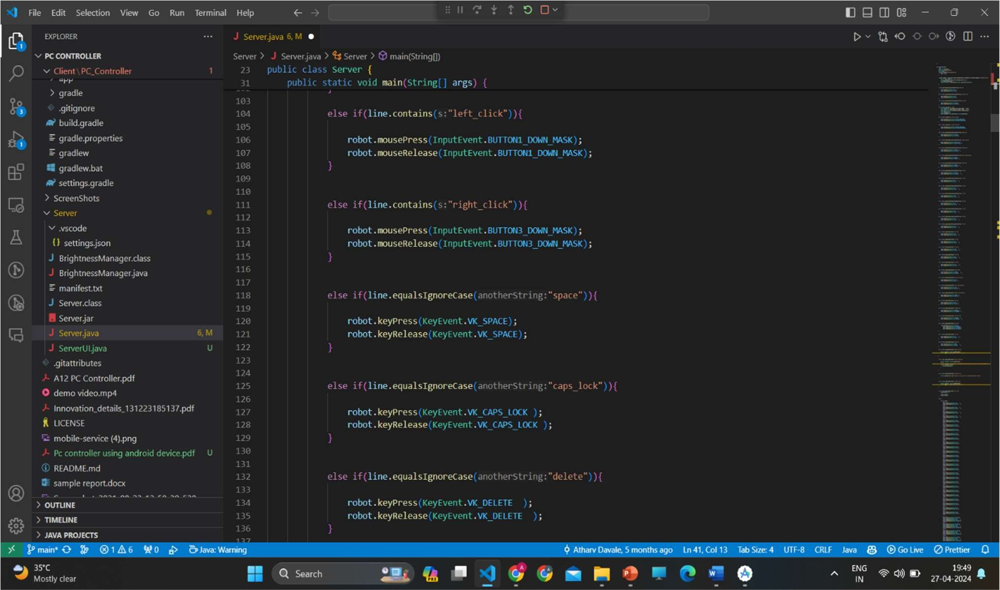 File Edit Selection View Go Run Terminal Help
EXPLORER
PC CONTROLLER
Client\PC_Controller 1
app
gradle
.gitignore
build.gradle
gradle.properties
gradlew
gradlew.bat
settings.gradle
ScreenShots
Server
.vscode
{} settings.json
BrightnessManager.class
BrightnessManager.java
manifest.txt
Server.class
Server.jar
Server.java 6, M
ServerUI.java U
.gitattributes
A12 PC Controller.pdf
demo video.mp4
Innovation_details_131223185137.pdf
LICENSE
mobile-service (4).png
Pc controller using android device.pdf U
README.md
sample report.docx
OUTLINE
TIMELINE
JAVA PROJECTS
1
3
1
Server.java 6, M
Server > Server.java > Server > main(String[])
23 public class Server {
31 public static void main(String[] args) {
102 }
103
104 else if(line.contains(s:"left_click")){
105
106 robot.mousePress(InputEvent.BUTTON1_DOWN_MASK);
107 robot.mouseRelease(InputEvent.BUTTON1_DOWN_MASK);
108 }
109
110
111 else if(line.contains(s:"right_click")){
112
113 robot.mousePress(InputEvent.BUTTON3_DOWN_MASK);
114 robot.mouseRelease(InputEvent.BUTTON3_DOWN_MASK);
115 }
116
117
118 else if(line.equalsIgnoreCase(anotherString:"space")){
119
120 robot.keyPress(KeyEvent.VK_SPACE);
121 robot.keyRelease(KeyEvent.VK_SPACE);
122 }
123
124
125 else if(line.equalsIgnoreCase(anotherString:"caps_lock")){
126
127 robot.keyPress(KeyEvent.VK_CAPS_LOCK );
128 robot.keyRelease(KeyEvent.VK_CAPS_LOCK );
129 }
130
131
132 else if(line.equalsIgnoreCase(anotherString:"delete")){
133
134 robot.keyPress(KeyEvent.VK_DELETE );
135 robot.keyRelease(KeyEvent.VK_DELETE );
136 }
137
main* 1 6 0 Java: Warning Atharv Davale, 5 months ago Ln 41, Col 13 Tab Size: 4 UTF-8 CRLF Java Go Live Prettier
35°C
Mostly clear
Search
PRE
ENG
IN
19:49
27-04-2024